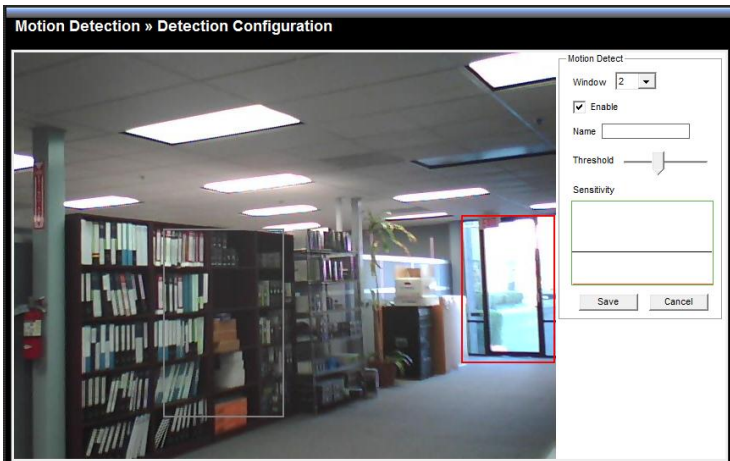 Motion Detection » Detection Configuration
Motion Detect
Window 2
Enable
Name
Threshold
Sensitivity
Save Cancel